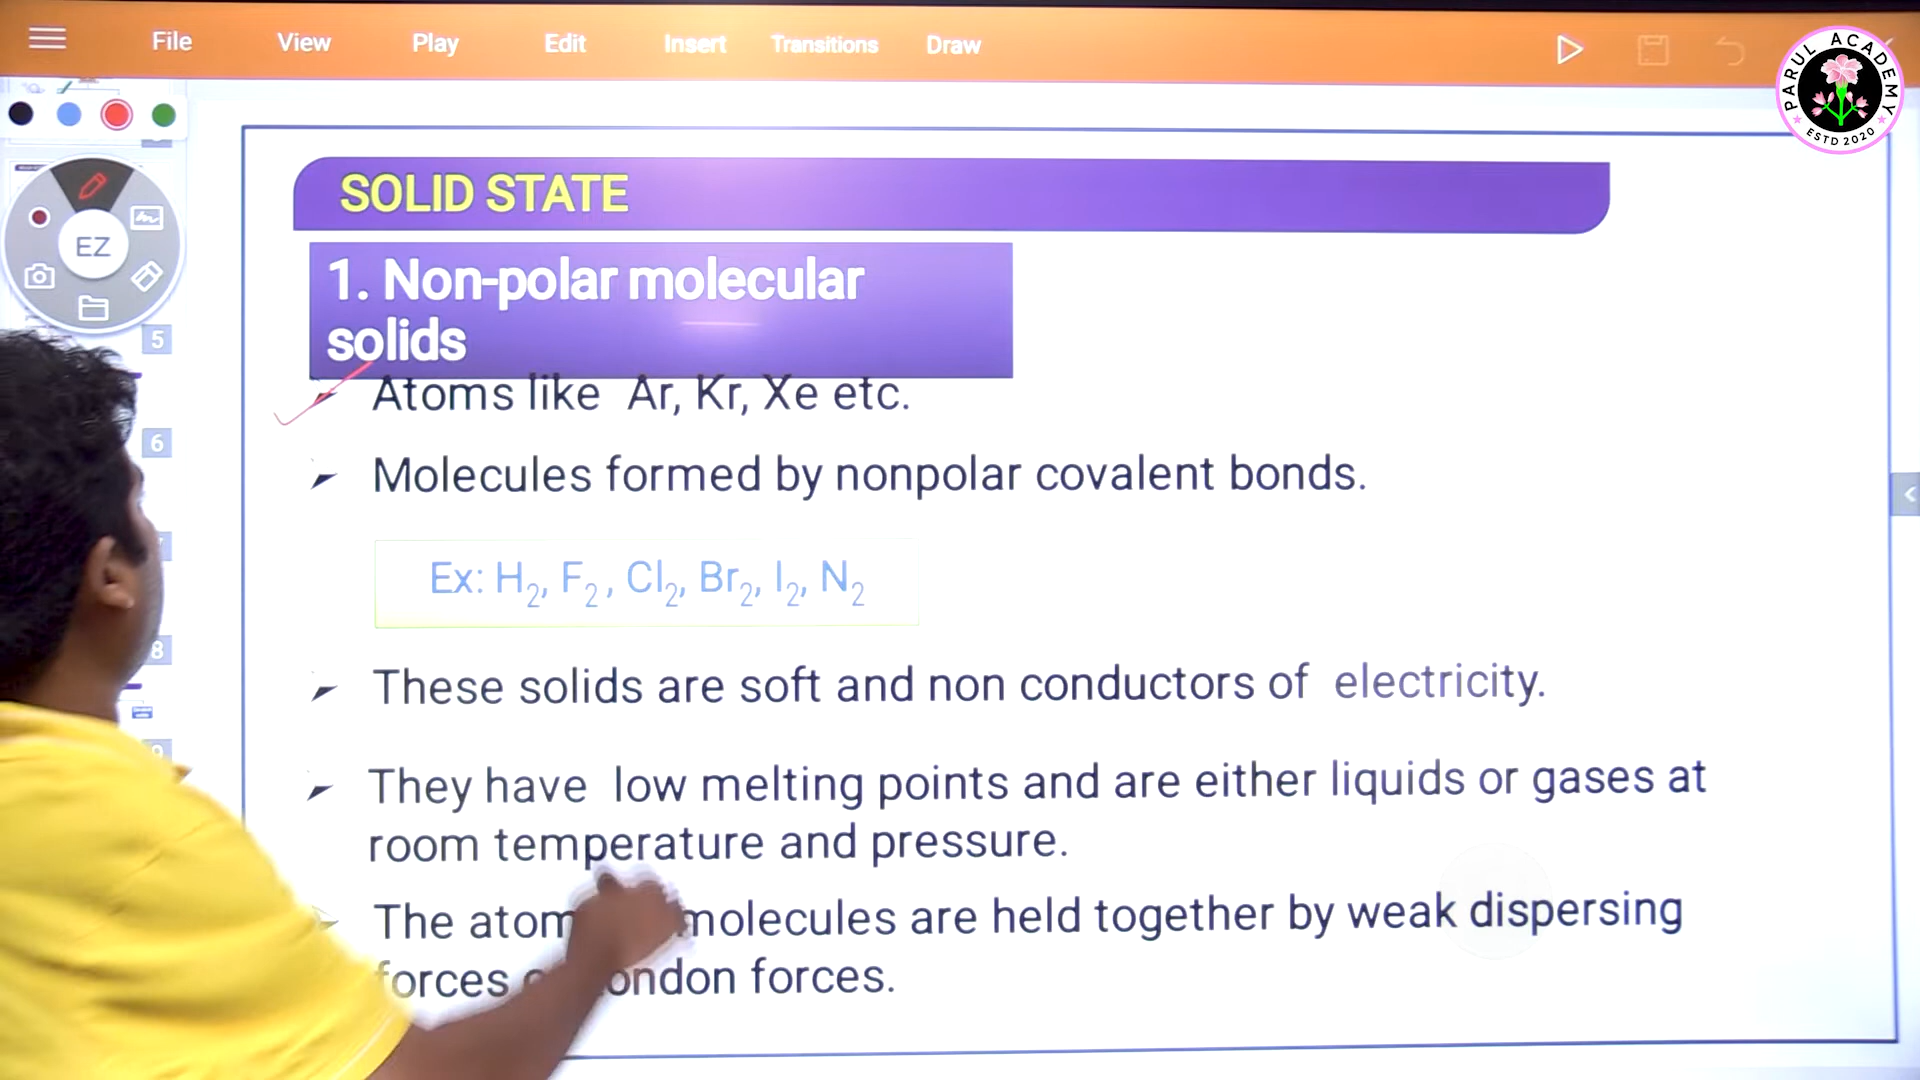 File View Play Edit Insert Transitions Draw
PARUL ACADEMY
ESTD 2020
EZ
SOLID STATE
1. Non-polar molecular
solids
Atoms like Ar, Kr, Xe etc.
Molecules formed by nonpolar covalent bonds.
Ex: H2, F2, Cl2, Br2, I2, N2
These solids are soft and non conductors of electricity.
They have low melting points and are either liquids or gases at
room temperature and pressure.
The atom molecules are held together by weak dispersing
forces ondon forces.
5
6
8
9